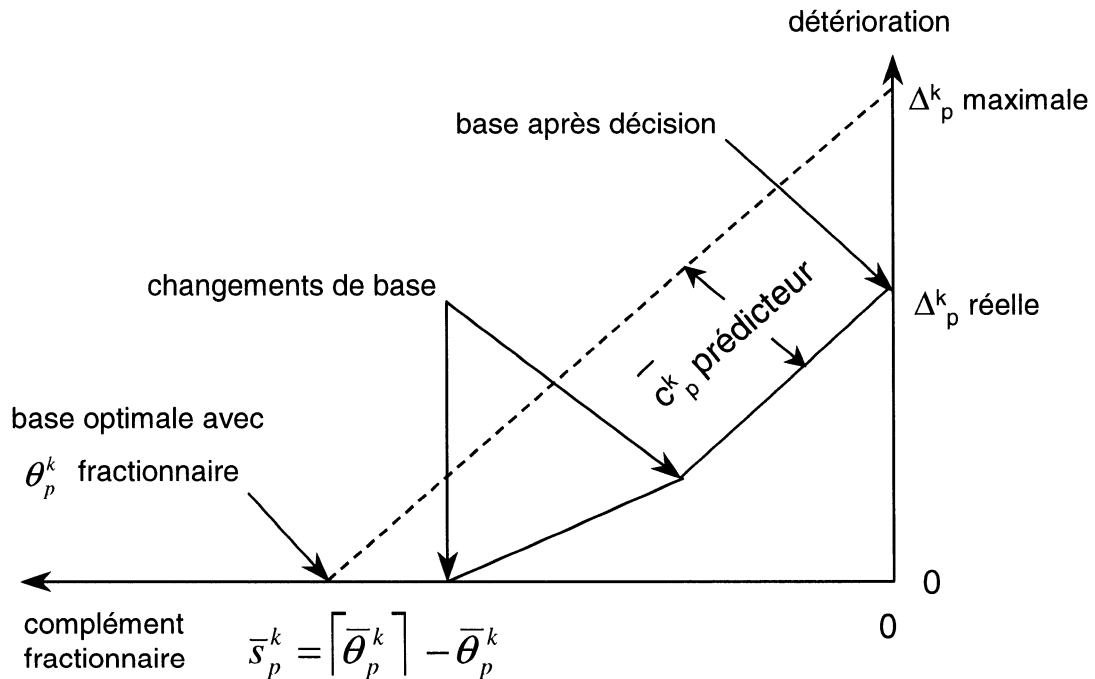 détérioration
Δᵏₚ maximale
base après décision
changements de base
Δᵏₚ réelle
c̅ᵏₚ prédicteur
base optimale avec
θᵏₚ fractionnaire
0
0
complément
fractionnaire
s̅ᵏₚ = ⌈θ̅ᵏₚ⌉ − θ̅ᵏₚ